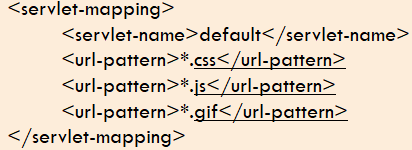 <servlet-mapping>
<servlet-name>default</servlet-name>
<url-pattern>*.css</url-pattern>
<url-pattern>*.js</url-pattern>
<url-pattern>*.gif</url-pattern>
</servlet-mapping>